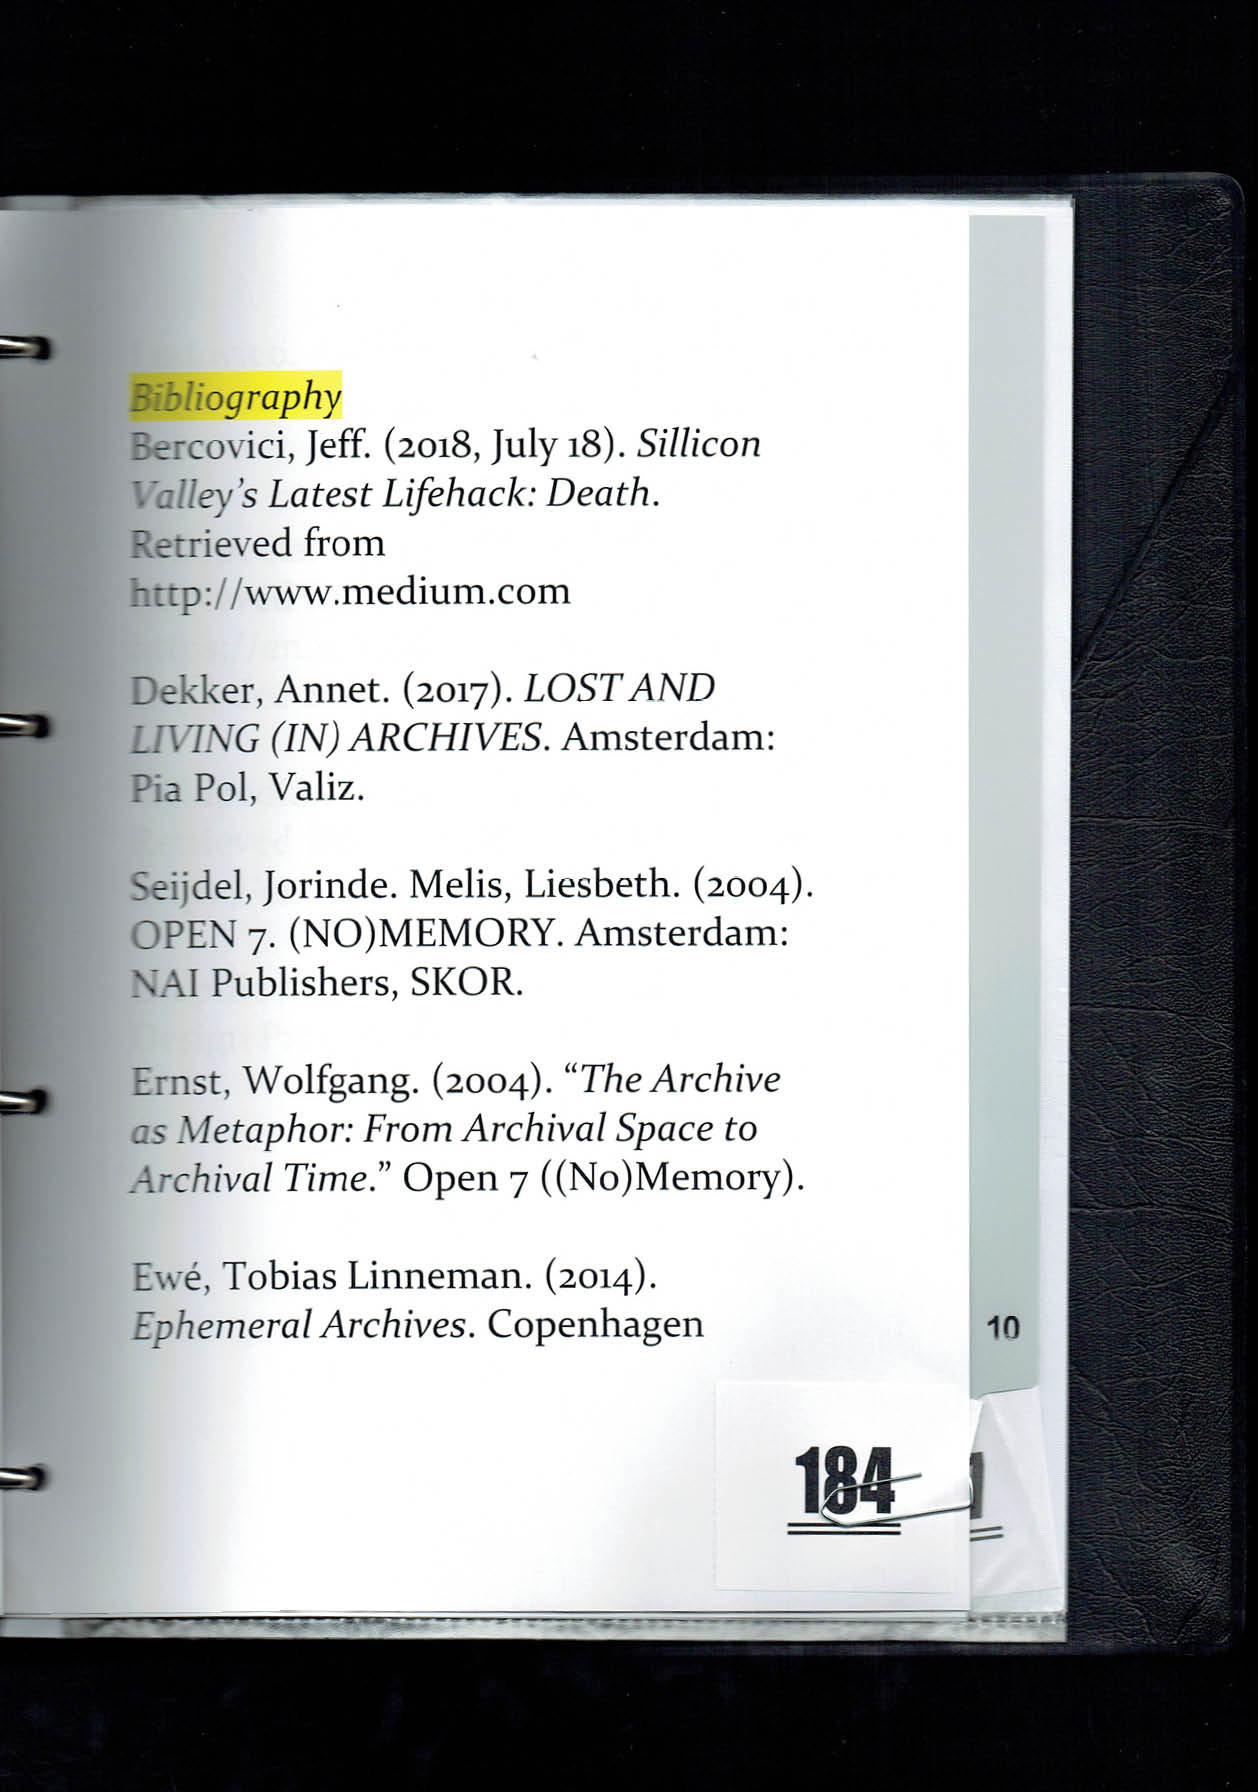 Bibliography
Bercovici, Jeff. (2018, July 18). Sillicon
Valley's Latest Lifehack: Death.
Retrieved from
http://www.medium.com
Dekker, Annet. (2017). LOST AND
LIVING (IN) ARCHIVES. Amsterdam:
Pia Pol, Valiz.
Seijdel, Jorinde. Melis, Liesbeth. (2004).
OPEN 7. (NO)MEMORY. Amsterdam:
NAI Publishers, SKOR.
Ernst, Wolfgang. (2004). “The Archive
as Metaphor: From Archival Space to
Archival Time.” Open 7 ((No)Memory).
Ewé, Tobias Linneman. (2014).
Ephemeral Archives. Copenhagen
10
184